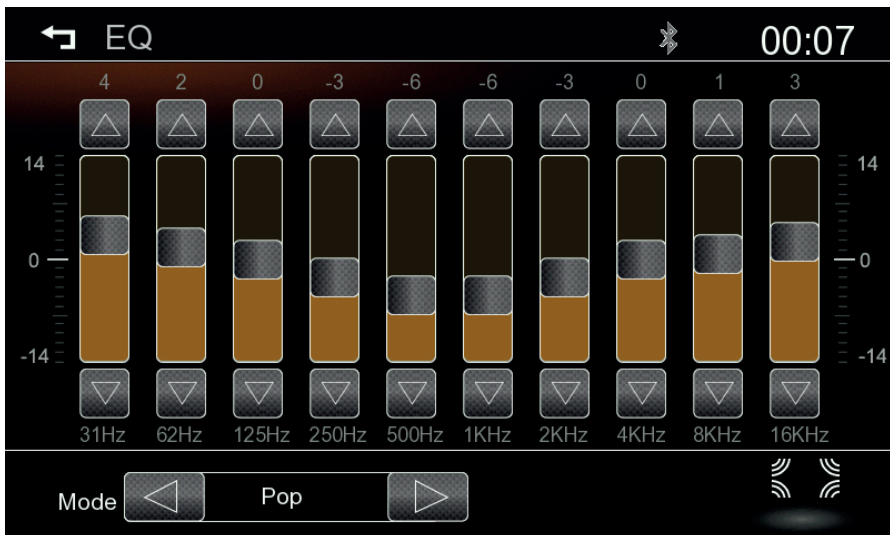 EQ 00:07
4 2 0 -3 -6 -6 -3 0 1 3
14 14
0 0
-14 -14
31Hz 62Hz 125Hz 250Hz 500Hz 1KHz 2KHz 4KHz 8KHz 16KHz
Mode Pop